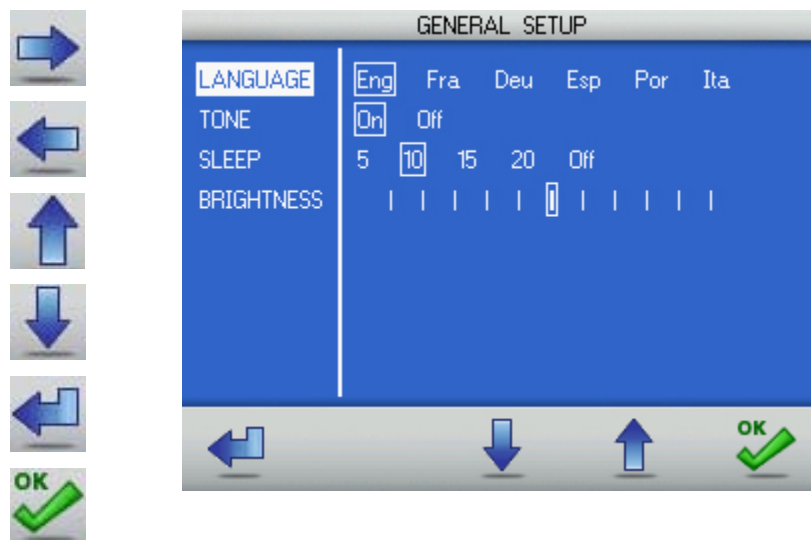 GENERAL SETUP
LANGUAGE Eng Fra Deu Esp Por Ita
TONE On Off
SLEEP 5 10 15 20 Off
BRIGHTNESS
OK
OK